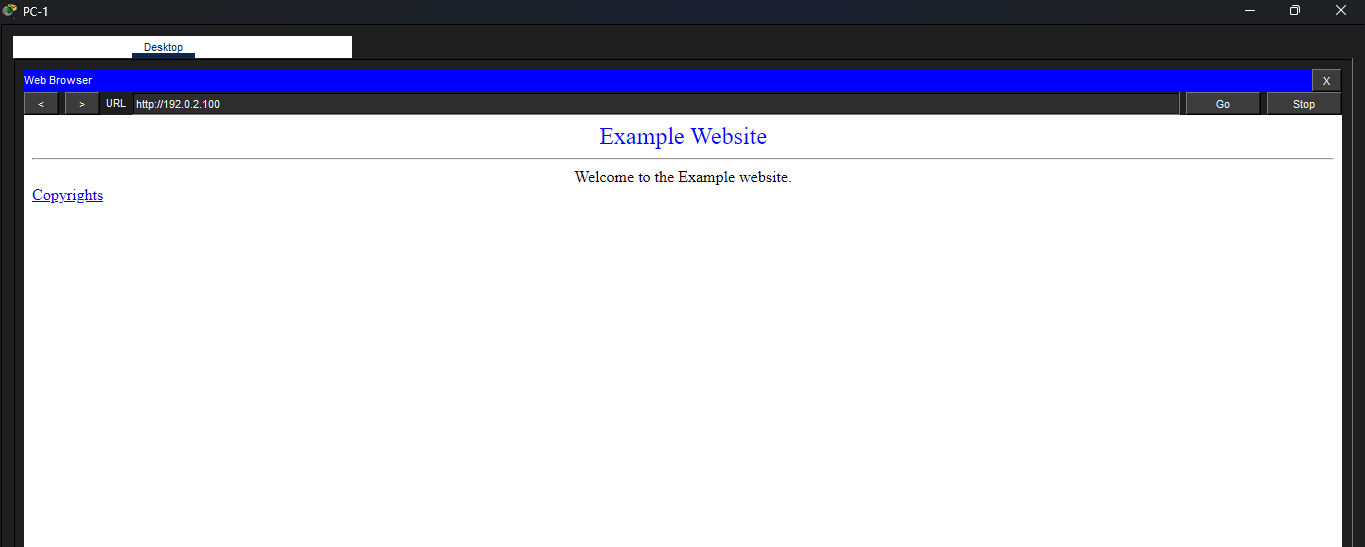 PC-1
Desktop
Web Browser
X
<
>
URL
http://192.0.2.100
Go
Stop
Example Website
Welcome to the Example website.
Copyrights